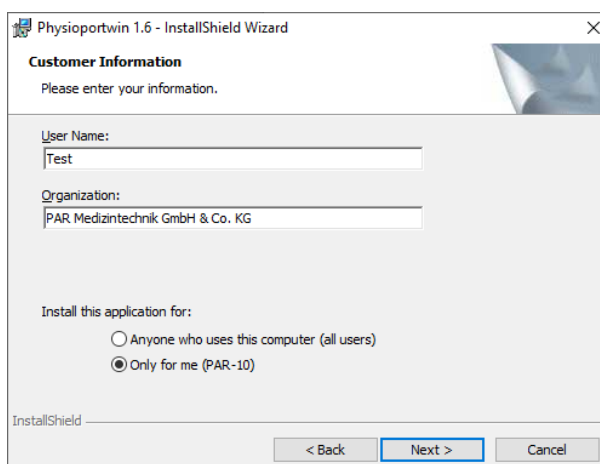 Physioportwin 1.6 - InstallShield Wizard
Customer Information
Please enter your information.
User Name:
Test
Organization:
PAR Medizintechnik GmbH & Co. KG
Install this application for:
Anyone who uses this computer (all users)
Only for me (PAR-10)
InstallShield
< Back Next > Cancel